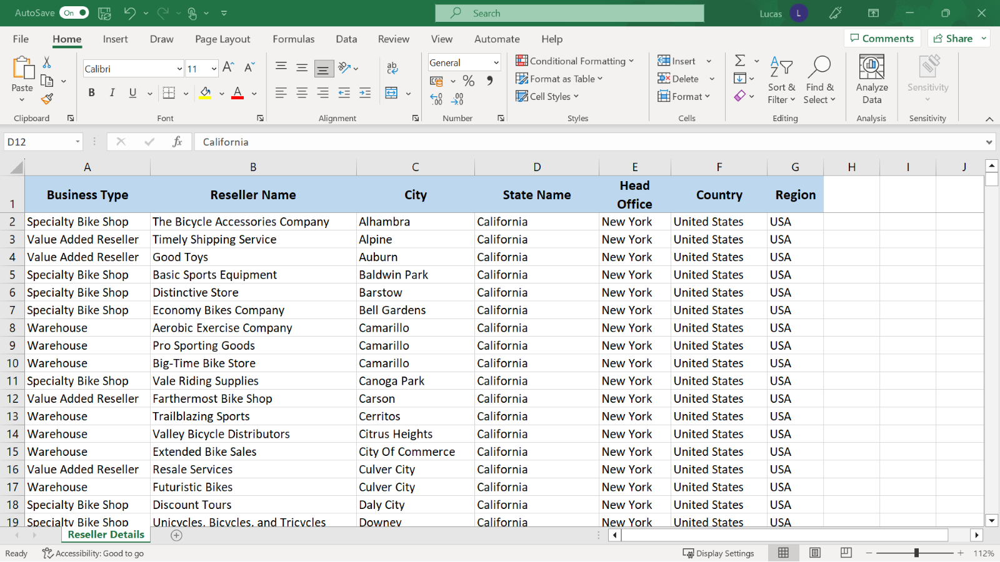 AutoSave On Search Lucas L
File Home Insert Draw Page Layout Formulas Data Review View Automate Help Comments Share
Calibri 11 A A ab General Conditional Formatting Insert
Paste B I U A % Format as Table Delete Sort & Find & Analyze Sensitivity
Cell Styles Format Filter Select Data
Clipboard Font Alignment Number Styles Cells Editing Analysis Sensitivity
D12 fx California
A B C D E F G H I J
1 Business Type Reseller Name City State Name Head Office Country Region
2 Specialty Bike Shop The Bicycle Accessories Company Alhambra California New York United States USA
3 Value Added Reseller Timely Shipping Service Alpine California New York United States USA
4 Value Added Reseller Good Toys Auburn California New York United States USA
5 Specialty Bike Shop Basic Sports Equipment Baldwin Park California New York United States USA
6 Specialty Bike Shop Distinctive Store Barstow California New York United States USA
7 Specialty Bike Shop Economy Bikes Company Bell Gardens California New York United States USA
8 Warehouse Aerobic Exercise Company Camarillo California New York United States USA
9 Warehouse Pro Sporting Goods Camarillo California New York United States USA
10 Warehouse Big-Time Bike Store Camarillo California New York United States USA
11 Specialty Bike Shop Vale Riding Supplies Canoga Park California New York United States USA
12 Value Added Reseller Farthermost Bike Shop Carson California New York United States USA
13 Warehouse Trailblazing Sports Cerritos California New York United States USA
14 Warehouse Valley Bicycle Distributors Citrus Heights California New York United States USA
15 Warehouse Extended Bike Sales City Of Commerce California New York United States USA
16 Value Added Reseller Resale Services Culver City California New York United States USA
17 Warehouse Futuristic Bikes Culver City California New York United States USA
18 Specialty Bike Shop Discount Tours Daly City California New York United States USA
19 Specialty Bike Shop Unicycles, Bicycles, and Tricycles Downey California New York United States USA
Reseller Details
Ready Accessibility: Good to go Display Settings 112%